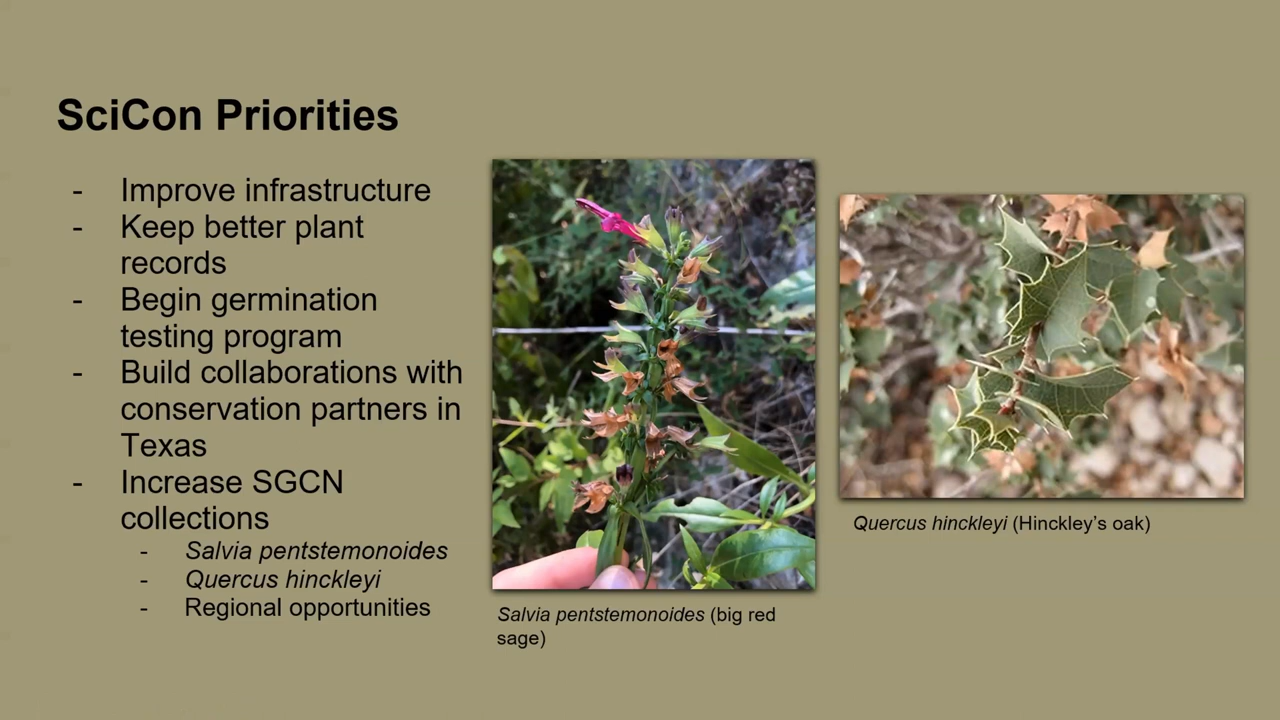 SciCon Priorities
- Improve infrastructure
- Keep better plant
records
- Begin germination
testing program
- Build collaborations with
conservation partners in
Texas
- Increase SGCN
collections
- Salvia pentstemonoides
- Quercus hinckleyi
- Regional opportunities
Salvia pentstemonoides (big red
sage)
Quercus hinckleyi (Hinckley's oak)